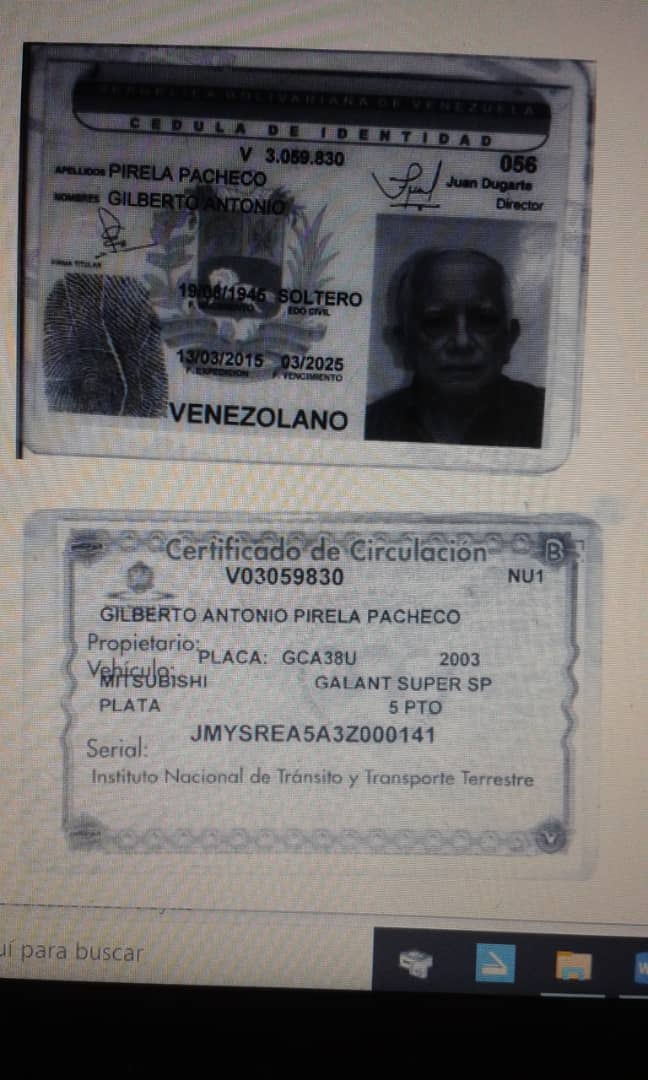 REPUBLICA BOLIVARIANA DE VENEZUELA
CEDULA DE IDENTIDAD
V 3.059.830
056
APELLIDOS PIRELA PACHECO
Juan Dugarte
NOMBRES GILBERTO ANTONIO
Director
FIRMA TITULAR
19/08/1945 SOLTERO
F. NACIMIENTO EDO CIVIL
13/03/2015 03/2025
F. EXPEDICION F. VENCIMIENTO
VENEZOLANO
Certificado de Circulación
B
V03059830
NU1
GILBERTO ANTONIO PIRELA PACHECO
Propietario:
PLACA: GCA38U 2003
Vehículo:
MITSUBISHI GALANT SUPER SP
PLATA 5 PTO
JMYSREA5A3Z000141
Serial:
Instituto Nacional de Tránsito y Transporte Terrestre
V
uí para buscar
W